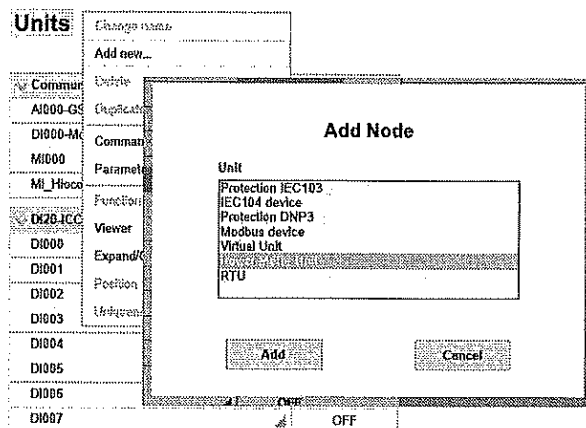 Units
Change name
Add new...
Commun
Delete
AI000-GS
Duplicate
DI000-Mo
Comman
MI000
Paramete
MI_Hioco
Function
DI20-ICC
Viewer
DI000
Expand/C
DI001
Position
DI002
DI003
DI004
DI005
DI006
OFF
DI007
OFF
Add Node
Unit
Protection IEC103
IEC104 device
Protection DNP3
Modbus device
Virtual Unit
RTU
Add
Cancel